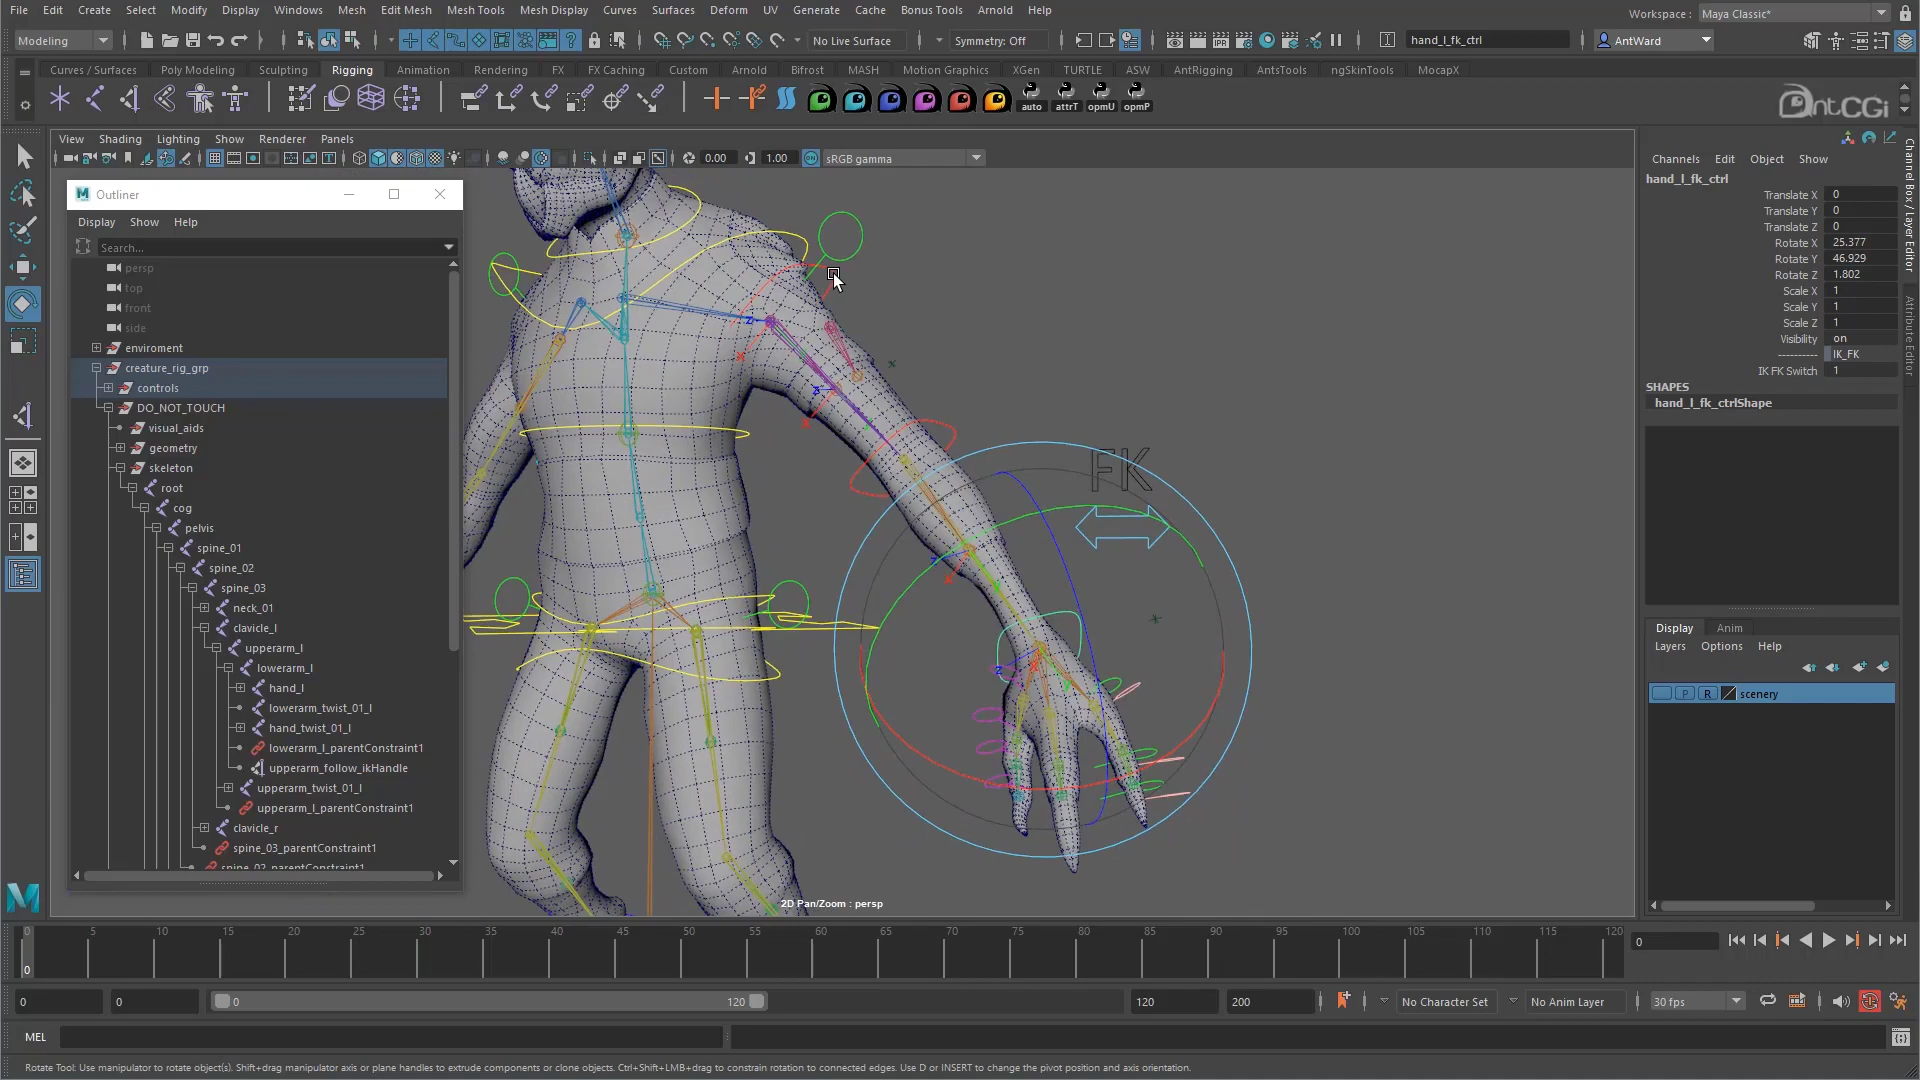 File Edit Create Select Modify Display Windows Mesh Edit Mesh Mesh Tools Mesh Display Curves Surfaces Deform UV Generate Cache Bonus Tools Arnold Help
Workspace : Maya Classic*
Modeling No Live Surface Symmetry: Off hand_l_fk_ctrl AntWard
Curves / Surfaces Poly Modeling Sculpting Rigging Animation Rendering FX FX Caching Custom Arnold Bifrost MASH Motion Graphics XGen TURTLE ASW AntRigging AntsTools ngSkinTools MocapX
IPR auto attrT opmU opmP
AntCGi
View Shading Lighting Show Renderer Panels
0.00 1.00 sRGB gamma
Outliner
Display Show Help
Search...
persp
top
front
side
enviroment
creature_rig_grp
controls
DO_NOT_TOUCH
visual_aids
geometry
skeleton
root
cog
pelvis
spine_01
spine_02
spine_03
neck_01
clavicle_l
upperarm_l
lowerarm_l
hand_l
lowerarm_twist_01_l
hand_twist_01_l
lowerarm_l_parentConstraint1
upperarm_follow_ikHandle
upperarm_twist_01_l
upperarm_l_parentConstraint1
clavicle_r
spine_03_parentConstraint1
spine_02_parentConstraint1
FK
z
x
z
x
z
x
z
x
2D Pan/Zoom : persp
Channels Edit Object Show
hand_l_fk_ctrl
Translate X 0
Translate Y 0
Translate Z 0
Rotate X 25.377
Rotate Y 46.929
Rotate Z 1.802
Scale X 1
Scale Y 1
Scale Z 1
Visibility on
---------- IK_FK
IK FK Switch 1
SHAPES
hand_l_fk_ctrlShape
Channel Box / Layer Editor
Attribute Editor
Display Anim
Layers Options Help
P R scenery
0 5 10 15 20 25 30 35 40 45 50 55 60 65 70 75 80 85 90 95 100 105 110 115 120
0
0
0 0 0 120 120 200 No Character Set No Anim Layer 30 fps
MEL
Rotate Tool: Use manipulator to rotate object(s). Shift+drag manipulator axis or plane handles to extrude components or clone objects. Ctrl+Shift+LMB+drag to constrain rotation to connected edges. Use D or INSERT to change the pivot position and axis orientation.